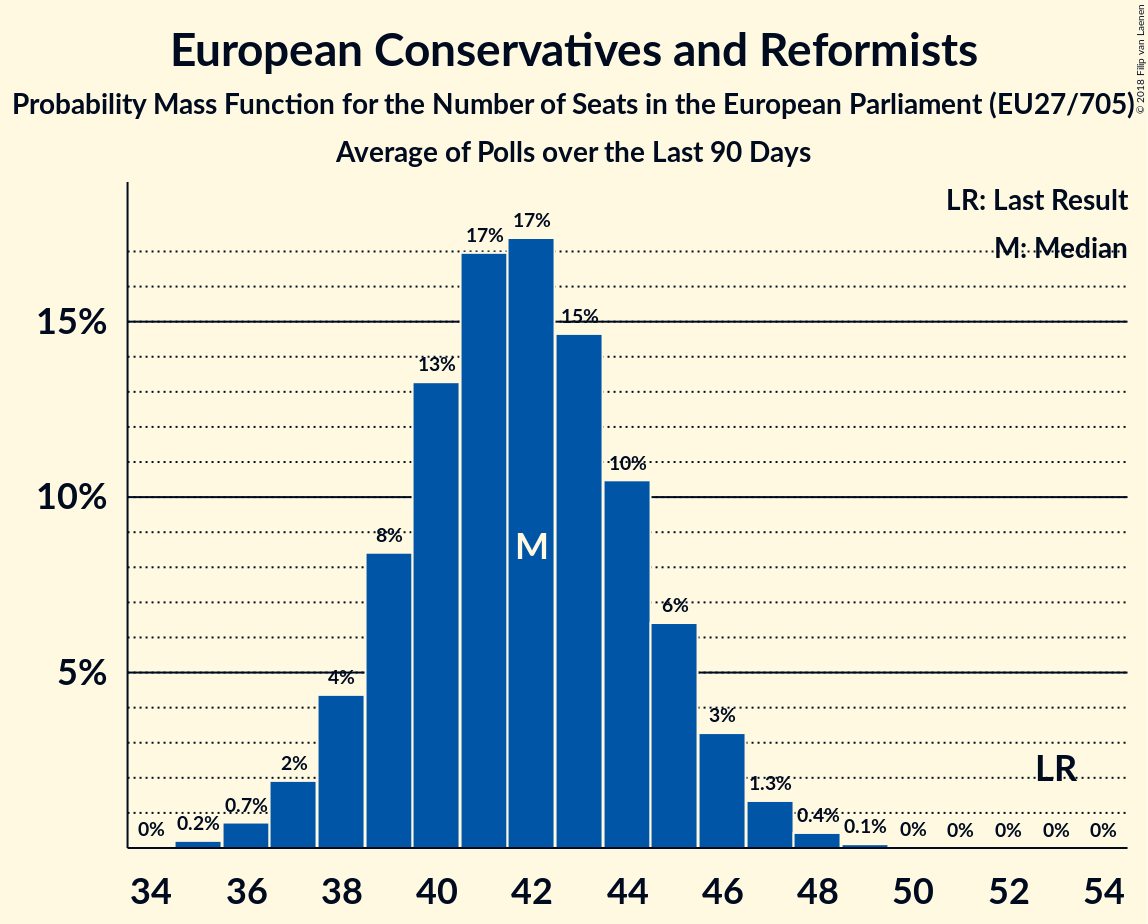 European Conservatives and Reformists
Probability Mass Function for the Number of Seats in the European Parliament (EU27/705)
Average of Polls over the Last 90 Days
© 2018 Filip van Laenen
LR: Last Result
M: Median
15%
10%
5%
0%
0.2%
0.7%
2%
4%
8%
13%
17%
17%
15%
10%
6%
3%
1.3%
0.4%
0.1%
0%
0%
0%
0%
0%
M
LR
34 36 38 40 42 44 46 48 50 52 54